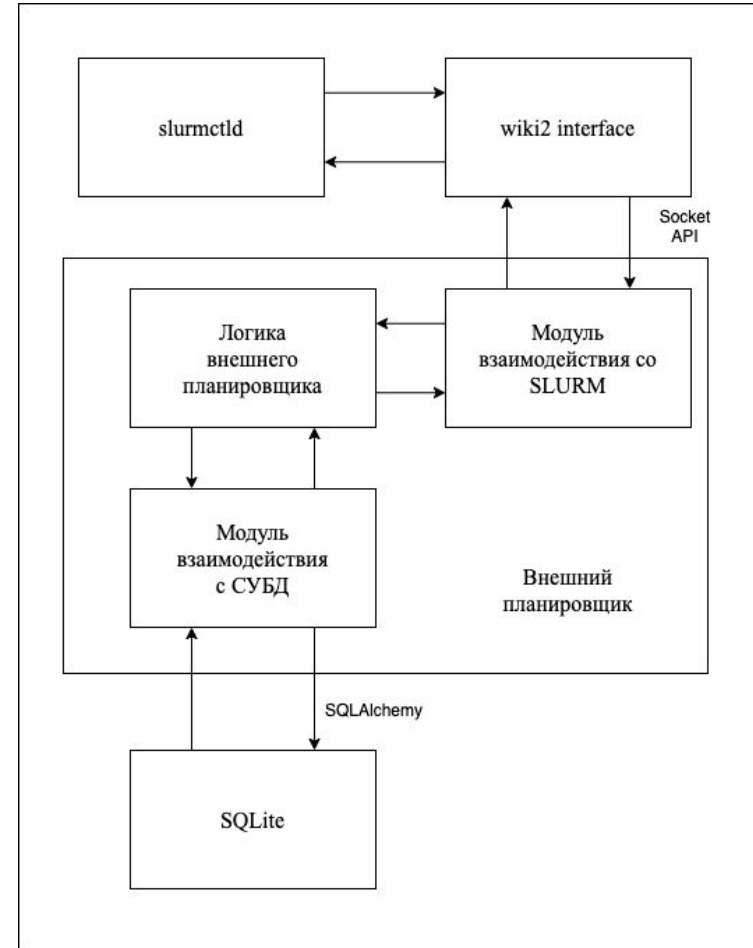 slurmctld
wiki2 interface
Socket
API
Логика
внешнего
планировщика
Модуль
взаимодействия со
SLURM
Модуль
взаимодействия
с СУБД
Внешний
планировщик
SQLAlchemy
SQLite